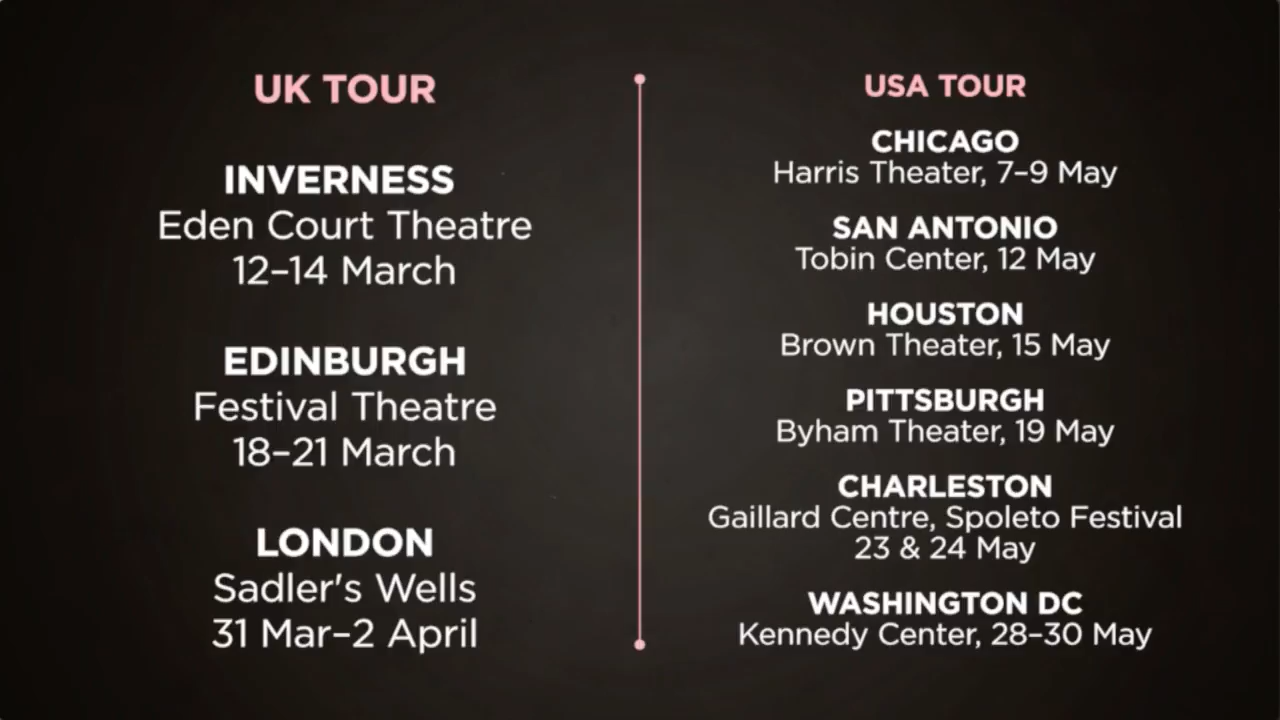 UK TOUR
INVERNESS
Eden Court Theatre
12–14 March
EDINBURGH
Festival Theatre
18–21 March
LONDON
Sadler's Wells
31 Mar–2 April
USA TOUR
CHICAGO
Harris Theater, 7–9 May
SAN ANTONIO
Tobin Center, 12 May
HOUSTON
Brown Theater, 15 May
PITTSBURGH
Byham Theater, 19 May
CHARLESTON
Gaillard Centre, Spoleto Festival
23 & 24 May
WASHINGTON DC
Kennedy Center, 28–30 May